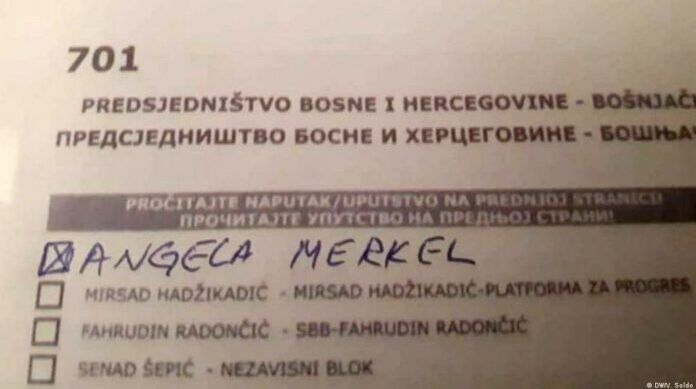 701
PREDSJEDNIŠTVO BOSNE I HERCEGOVINE - BOŠNJAČ
ПРЕДСЈЕДНИШТВО БОСНЕ И ХЕРЦЕГОВИНЕ - БОШЊА
PROČITAJTE NAPUTAK/UPUTSTVO NA PREDNJOJ STRANICI
ПРОЧИТАЈТЕ УПУТСТВО НА ПРЕДЊОЈ СТРАНИ!
ANGELA MERKEL
MIRSAD HADŽIKADIĆ - MIRSAD HADŽIKADIĆ-PLATFORMA ZA PROGRES
FAHRUDIN RADONČIĆ - SBB-FAHRUDIN RADONČIĆ
SENAD ŠEPIĆ - NEZAVISNI BLOK
© DW/V. Soldo